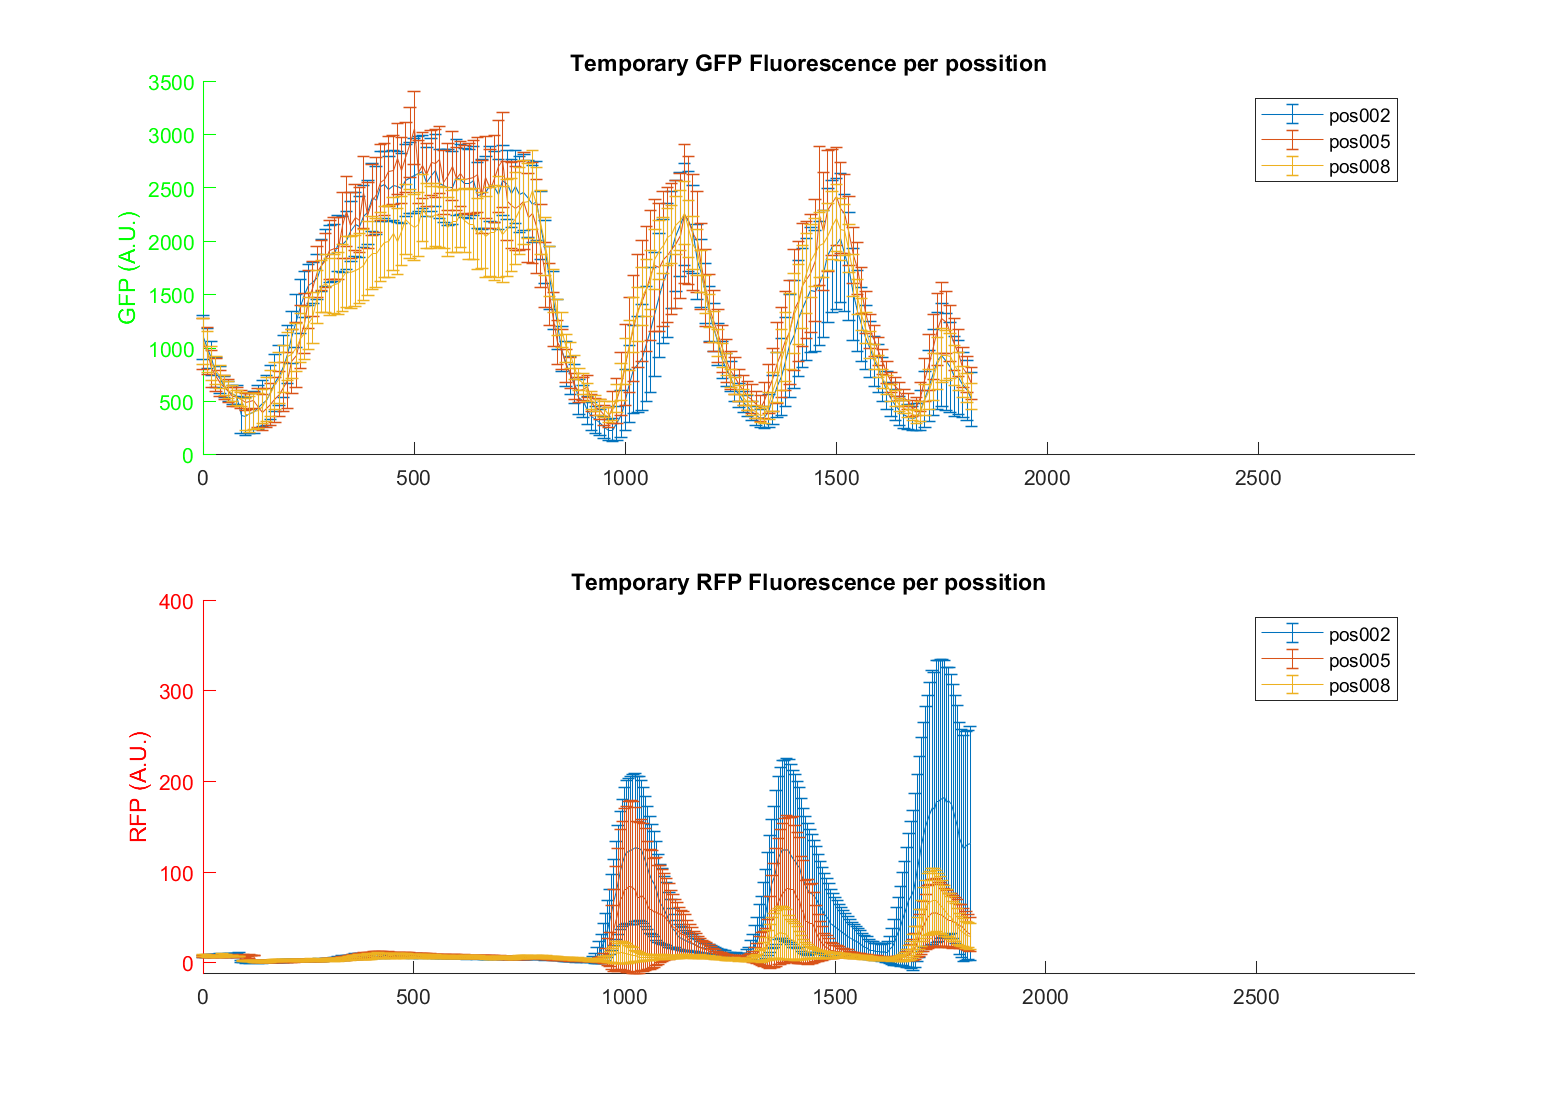 Temporary GFP Fluorescence per possition
3500
3000
2500
2000
1500
1000
500
0
GFP (A.U.)
0 500 1000 1500 2000 2500
pos002
pos005
pos008
Temporary RFP Fluorescence per possition
400
300
200
100
0
RFP (A.U.)
0 500 1000 1500 2000 2500
pos002
pos005
pos008